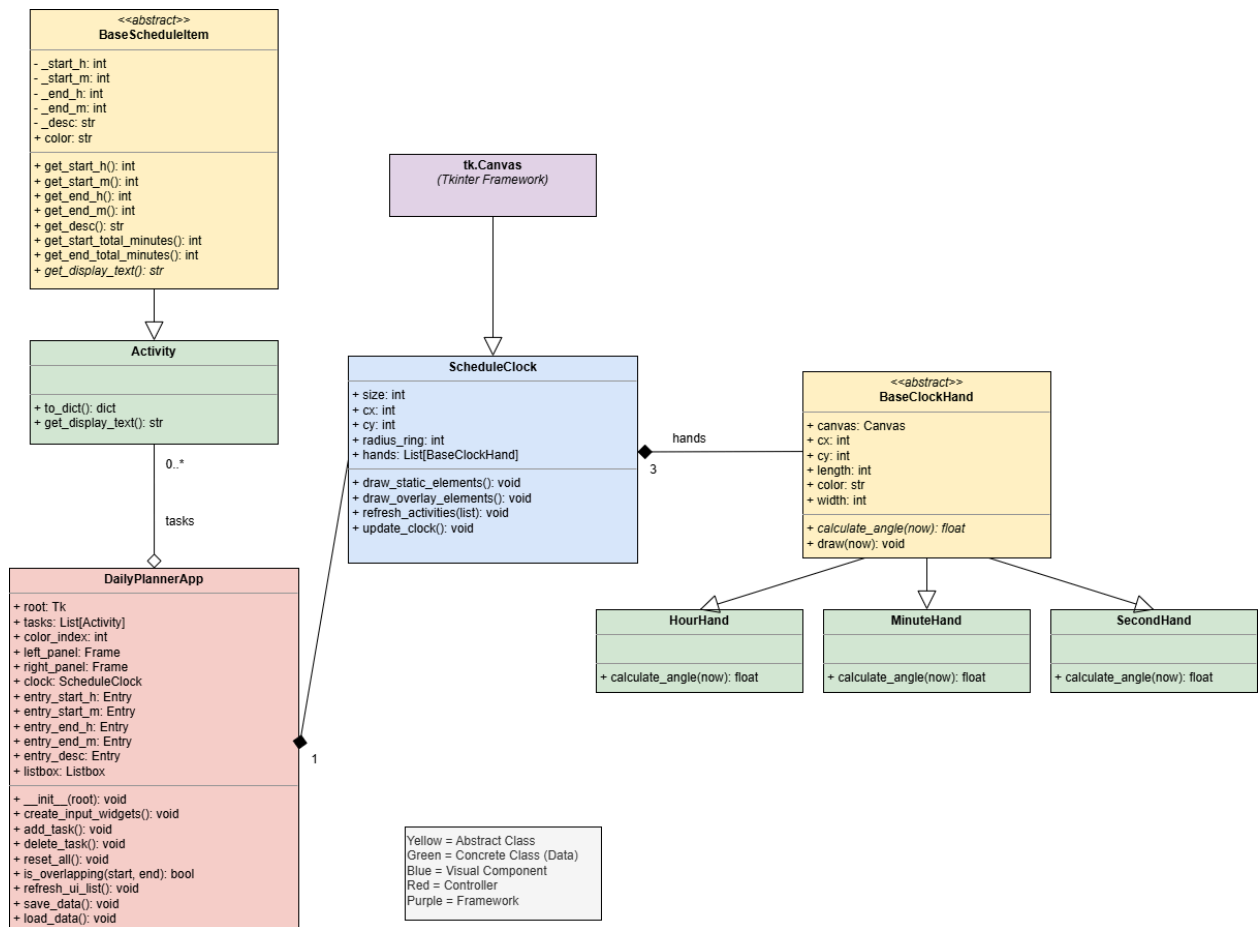 <<abstract>>
BaseScheduleItem
- _start_h: int
- _start_m: int
- _end_h: int
- _end_m: int
- _desc: str
+ color: str
+ get_start_h(): int
+ get_start_m(): int
+ get_end_h(): int
+ get_end_m(): int
+ get_desc(): str
+ get_start_total_minutes(): int
+ get_end_total_minutes(): int
+ get_display_text(): str
Activity
+ to_dict(): dict
+ get_display_text(): str
0..*
tasks
DailyPlannerApp
+ root: Tk
+ tasks: List[Activity]
+ color_index: int
+ left_panel: Frame
+ right_panel: Frame
+ clock: ScheduleClock
+ entry_start_h: Entry
+ entry_start_m: Entry
+ entry_end_h: Entry
+ entry_end_m: Entry
+ entry_desc: Entry
+ listbox: Listbox
+ __init__(root): void
+ create_input_widgets(): void
+ add_task(): void
+ delete_task(): void
+ reset_all(): void
+ is_overlapping(start, end): bool
+ refresh_ui_list(): void
+ save_data(): void
+ load_data(): void
1
tk.Canvas
(Tkinter Framework)
ScheduleClock
+ size: int
+ cx: int
+ cy: int
+ radius_ring: int
+ hands: List[BaseClockHand]
+ draw_static_elements(): void
+ draw_overlay_elements(): void
+ refresh_activities(list): void
+ update_clock(): void
hands
3
<<abstract>>
BaseClockHand
+ canvas: Canvas
+ cx: int
+ cy: int
+ length: int
+ color: str
+ width: int
+ calculate_angle(now): float
+ draw(now): void
HourHand
+ calculate_angle(now): float
MinuteHand
+ calculate_angle(now): float
SecondHand
+ calculate_angle(now): float
Yellow = Abstract Class
Green = Concrete Class (Data)
Blue = Visual Component
Red = Controller
Purple = Framework